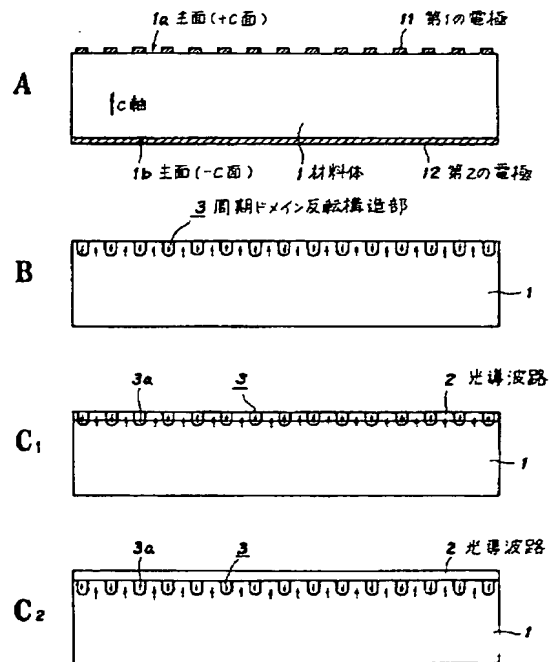 1a 主面(+C面)
11 第1の電極
A
C軸
1b 主面(-C面)
1 材料体
12 第2の電極
3 周期ドメイン反転構造部
B
1
3a
3
2 光導波路
C1
1
3a
3
2 光導波路
C2
1